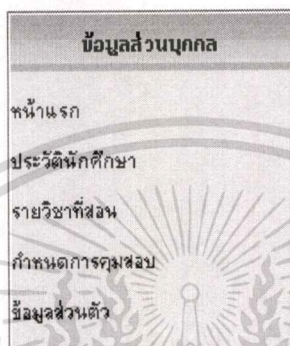 ข้อมูลส่วนบุคคล
หน้าแรก
ประวัตินักศึกษา
รายวิชาที่สอน
กำหนดการคุมสอบ
ข้อมูลส่วนตัว